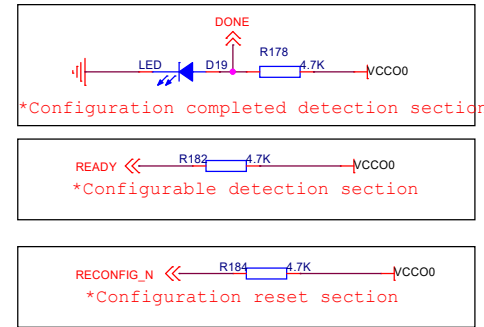 DONE
LED D19 R178 4.7K VCCO0
*Configuration completed detection section
READY R182 4.7K VCCO0
*Configurable detection section
RECONFIG_N R184 4.7K VCCO0
*Configuration reset section